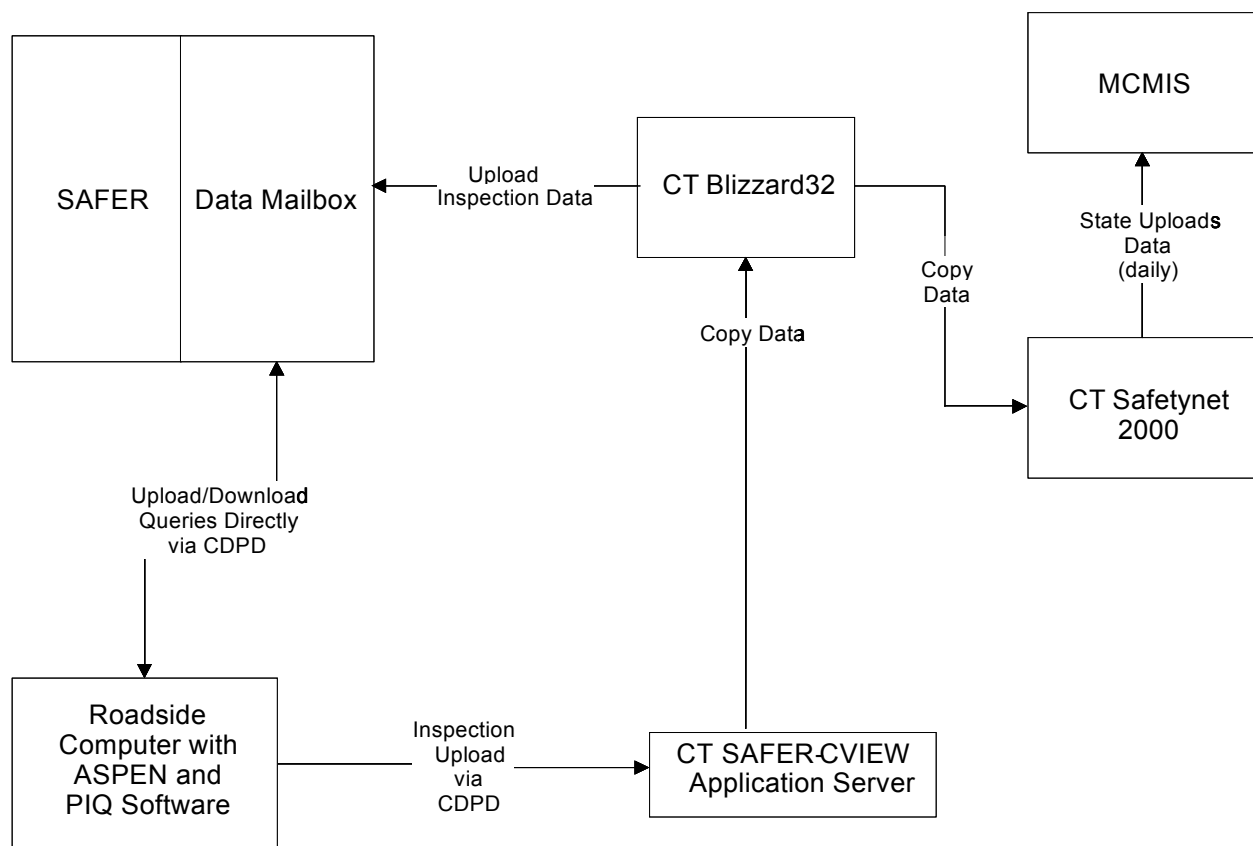 SAFER
Data Mailbox
Upload
Inspection Data
CT Blizzard32
MCMIS
State Uploads
Data
(daily)
Copy
Data
Copy Data
CT Safetynet
2000
Upload/Download
Queries Directly
via CDPD
Roadside
Computer with
ASPEN and
PIQ Software
Inspection
Upload
via
CDPD
CT SAFER-CVIEW
Application Server